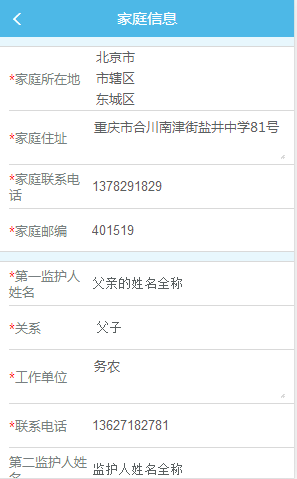 家庭信息
北京市
*家庭所在地 市辖区
东城区
*家庭住址 重庆市合川南津街盐井中学81号
*家庭联系电
话 1378291829
*家庭邮编 401519
*第一监护人
姓名 父亲的姓名全称
*关系 父子
*工作单位 务农
*联系电话 13627182781
第二监护人姓
名 监护人姓名全称